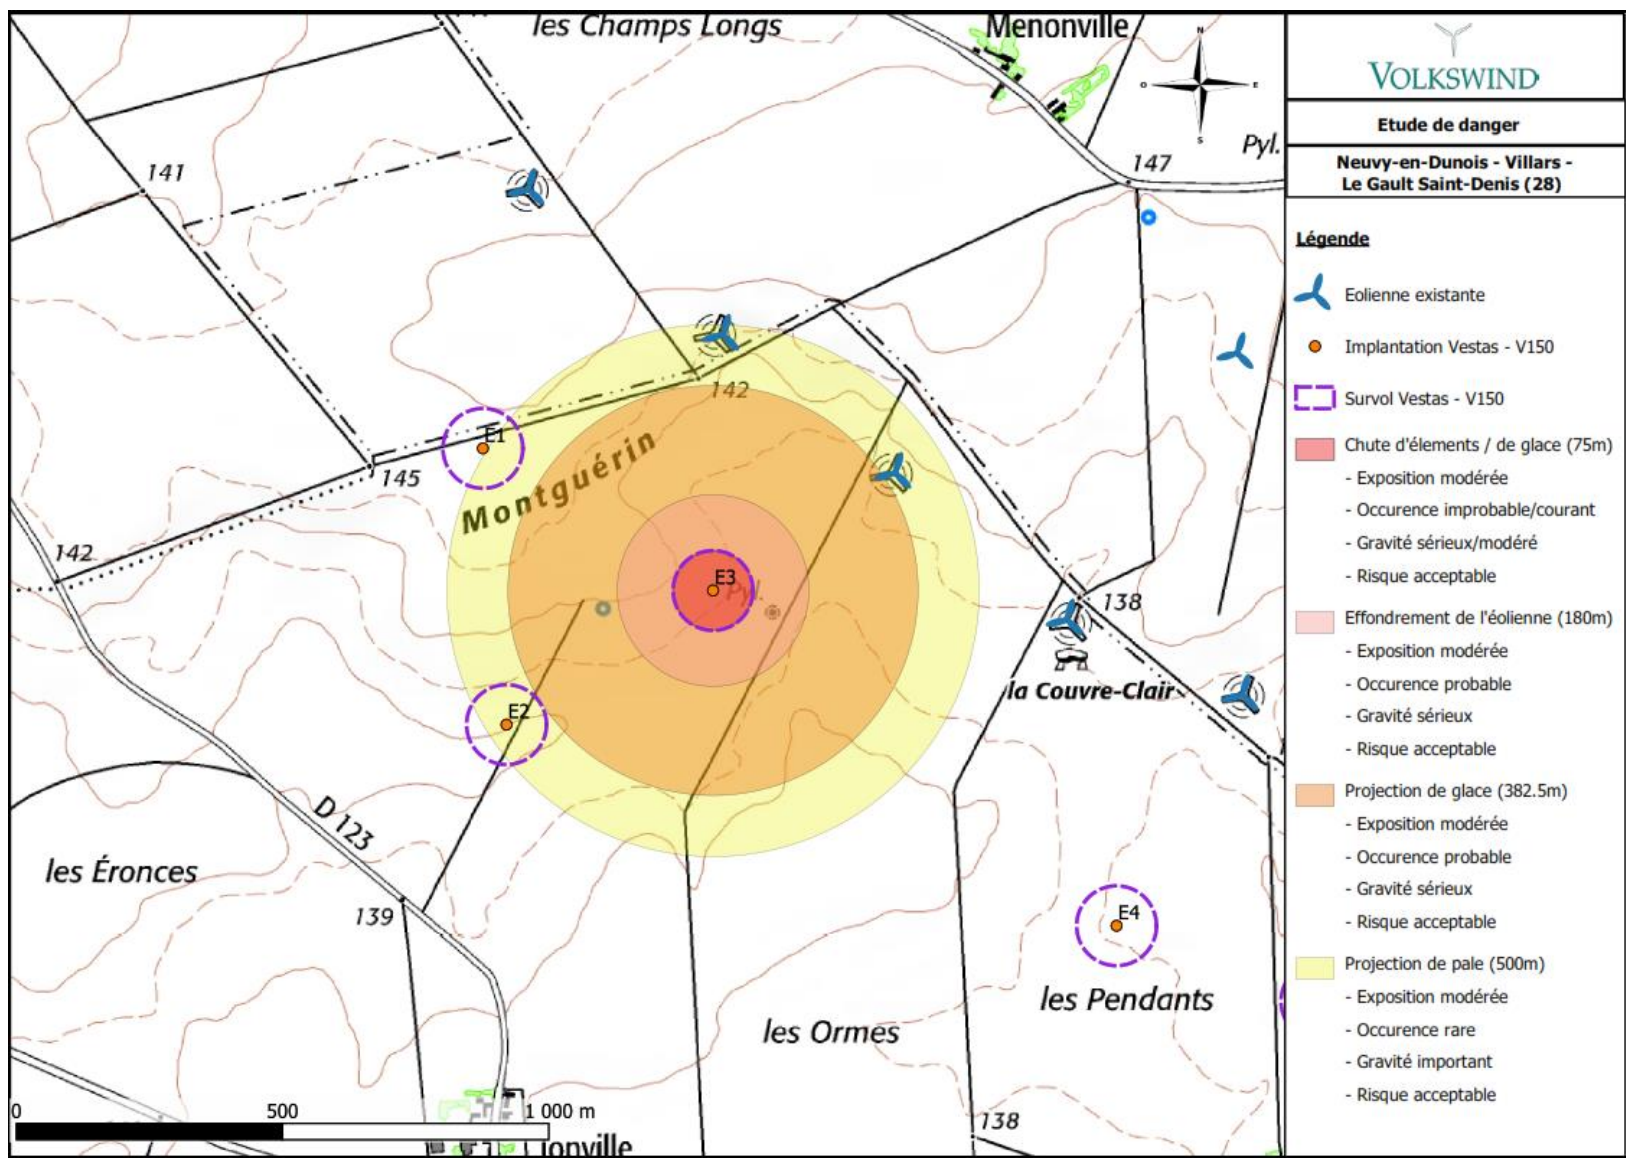 les Champs Longs
Menonville
N
O
E
S
Pyl.
141
147
142
E1
Montguérin
145
142
E3
Pyl.
138
la Couvre-Clair
E2
D 123
les Éronces
139
E4
les Pendants
les Ormes
138
0 500 1 000 m
VOLKSWIND
Etude de danger
Neuvy-en-Dunois - Villars -
Le Gault Saint-Denis (28)
Légende
Eolienne existante
Implantation Vestas - V150
Survol Vestas - V150
Chute d'élements / de glace (75m)
- Exposition modérée
- Occurence improbable/courant
- Gravité sérieux/modéré
- Risque acceptable
Effondrement de l'éolienne (180m)
- Exposition modérée
- Occurence probable
- Gravité sérieux
- Risque acceptable
Projection de glace (382.5m)
- Exposition modérée
- Occurence probable
- Gravité sérieux
- Risque acceptable
Projection de pale (500m)
- Exposition modérée
- Occurence rare
- Gravité important
- Risque acceptable